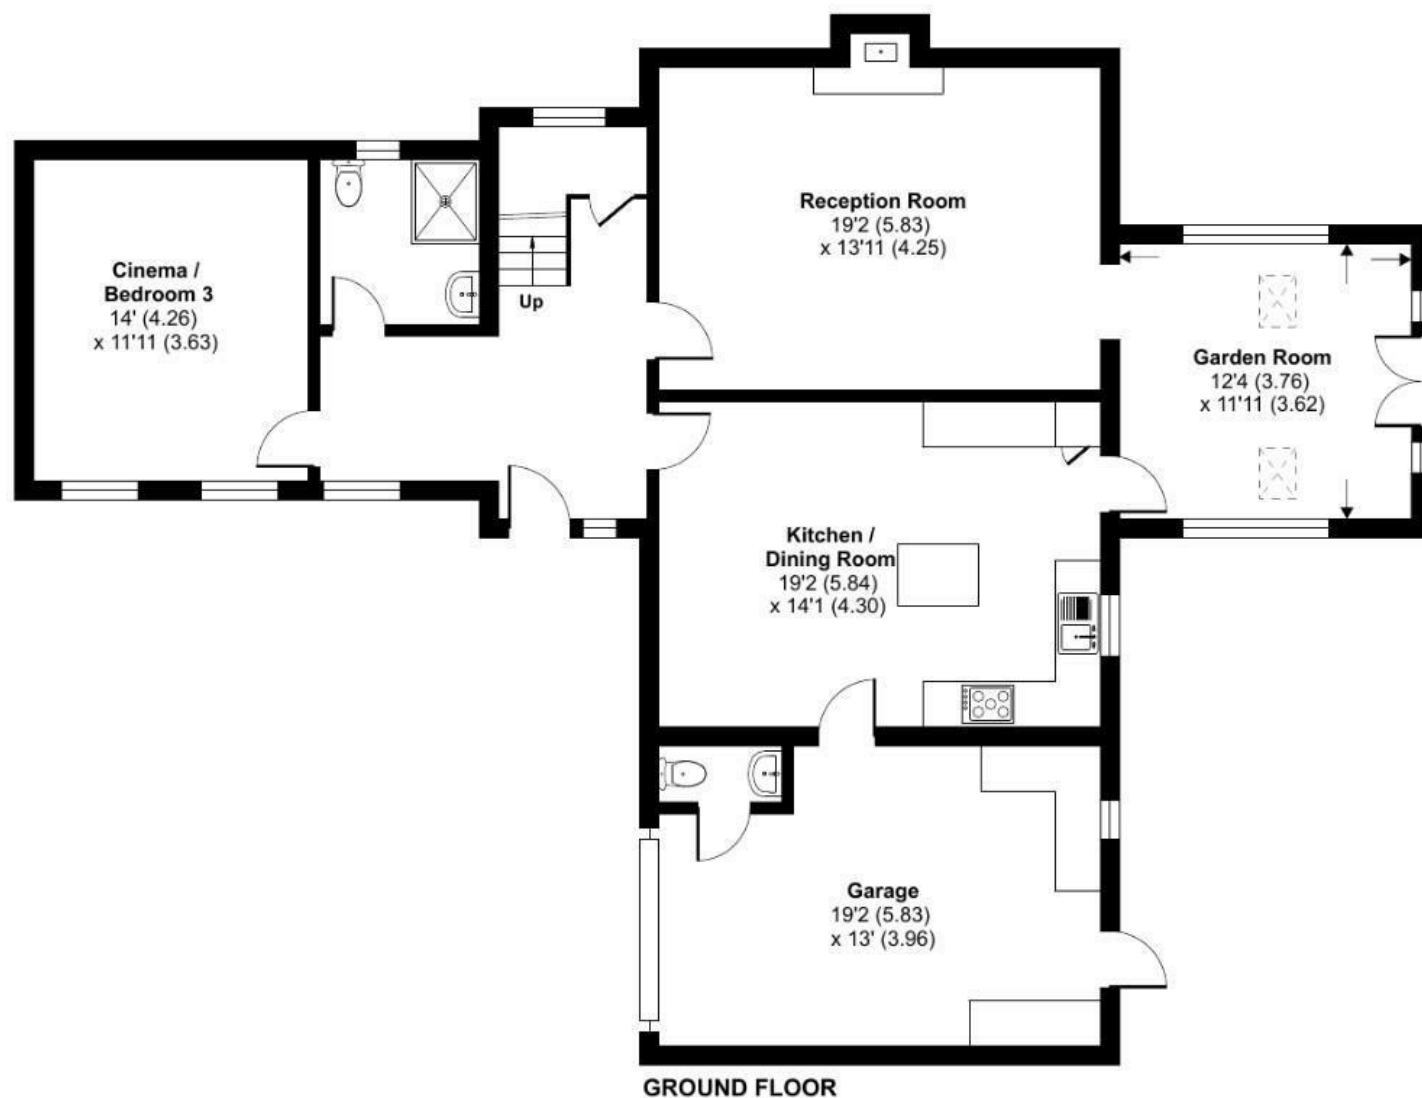 Reception Room
19'2 (5.83)
x 13'11 (4.25)
Cinema /
Bedroom 3
14' (4.26)
x 11'11 (3.63)
Up
Garden Room
12'4 (3.76)
x 11'11 (3.62)
Kitchen /
Dining Room
19'2 (5.84)
x 14'1 (4.30)
Garage
19'2 (5.83)
x 13' (3.96)
GROUND FLOOR